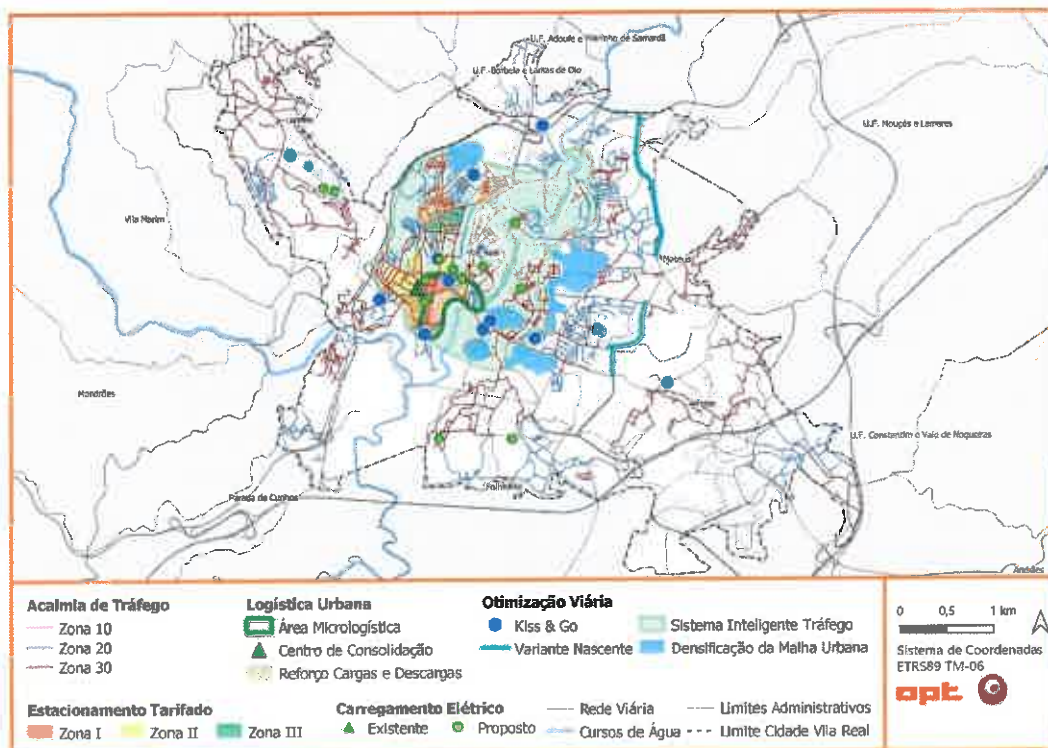 U.F. Adoufe e Vilarinho de Samardã
U.F. Borbela e Lamas de Olo
U.F. Mouçós e Lamares
Vila Marim
Mateus
Mondrões
U.F. Constantim e Vale de Nogueiras
Parada de Cunhos
Folhadela
Andrães
Acalmia de Tráfego
Zona 10
Zona 20
Zona 30
Logística Urbana
Área Micrologística
Centro de Consolidação
Reforço Cargas e Descargas
Otimização Viária
Kiss & Go
Variante Nascente
Sistema Inteligente Tráfego
Densificação da Malha Urbana
Estacionamento Tarifado
Zona I Zona II Zona III
Carregamento Elétrico
Existente Proposto
Rede Viária
Cursos de Água
Limites Administrativos
Limite Cidade Vila Real
0 0,5 1 km
Sistema de Coordenadas
ETRS89 TM-06
opt